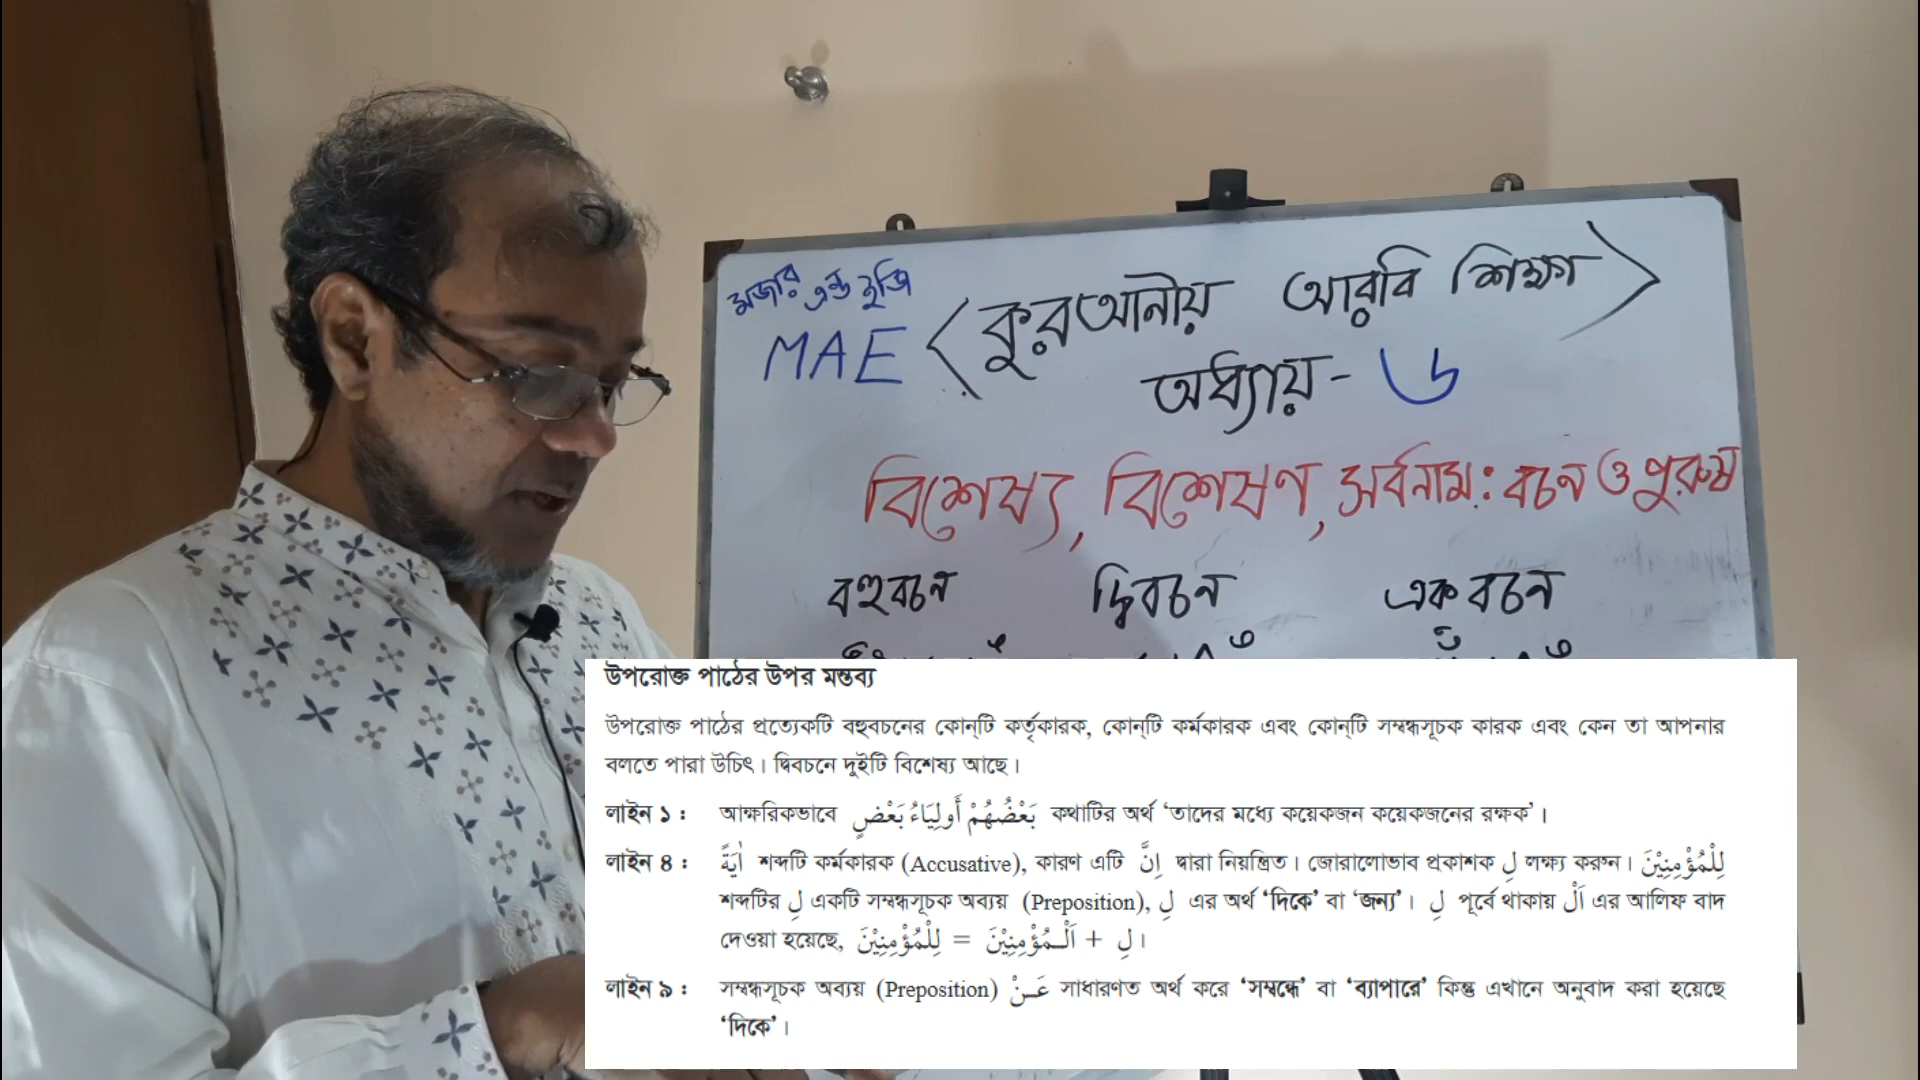 মজার এন্ড ইজি
MAE
(কুরআনীয় আরবি শিক্ষা)
অধ্যায়- ৬
বিশেষ্য, বিশেষণ, সর্বনাম: বচন ও পুরুষ
বহুবচন দ্বিবচন একবচন
উপরোক্ত পাঠের উপর মন্তব্য
উপরোক্ত পাঠের প্রত্যেকটি বহুবচনের কোন্‌টি কর্তৃকারক, কোন্‌টি কর্মকারক এবং কোন্‌টি সম্বন্ধসূচক কারক এবং কেন তা আপনার
বলতে পারা উচিৎ। দ্বিবচনে দুইটি বিশেষ্য আছে।
লাইন ১ : আক্ষরিকভাবে بَعْضُهُمْ أَولِيَاءُ بَعْضٍ কথাটির অর্থ ‘তাদের মধ্যে কয়েকজন কয়েকজনের রক্ষক’।
লাইন ৪ : اٰيَةً শব্দটি কর্মকারক (Accusative), কারণ এটি اِنَّ দ্বারা নিয়ন্ত্রিত। জোরালোভাব প্রকাশক لِ লক্ষ্য করুন। لِلْمُؤْمِنِيْنَ
শব্দটির لِ একটি সম্বন্ধসূচক অব্যয় (Preposition), لِ এর অর্থ ‘দিকে’ বা ‘জন্য’। لِ পূর্বে থাকায় اَلْ এর আলিফ বাদ
দেওয়া হয়েছে, لِلْمُؤْمِنِيْنَ = اَلْـمُؤْمِنِيْنَ + لِ।
লাইন ৯ : সম্বন্ধসূচক অব্যয় (Preposition) عَـنْ সাধারণত অর্থ করে ‘সম্বন্ধে’ বা ‘ব্যাপারে’ কিন্তু এখানে অনুবাদ করা হয়েছে
‘দিকে’।